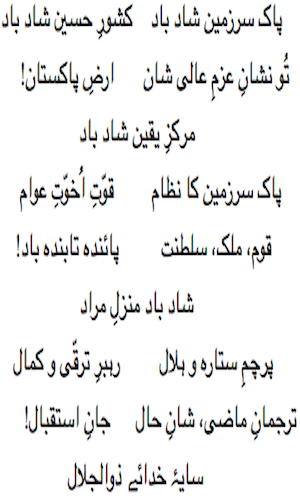 پاک سرزمین شاد باد کشورِ حسین شاد باد
تُو نشانِ عزمِ عالی شان ارضِ پاکستان!
مرکزِ یقین شاد باد
پاک سرزمین کا نظام قوّتِ اُخوّتِ عوام
قوم، ملک، سلطنت پائندہ تابندہ باد!
شاد باد منزلِ مراد
پرچمِ ستارہ و ہلال رہبرِ ترقّی و کمال
ترجمانِ ماضی، شانِ حال جانِ استقبال!
سایۂ خدائے ذوالجلال